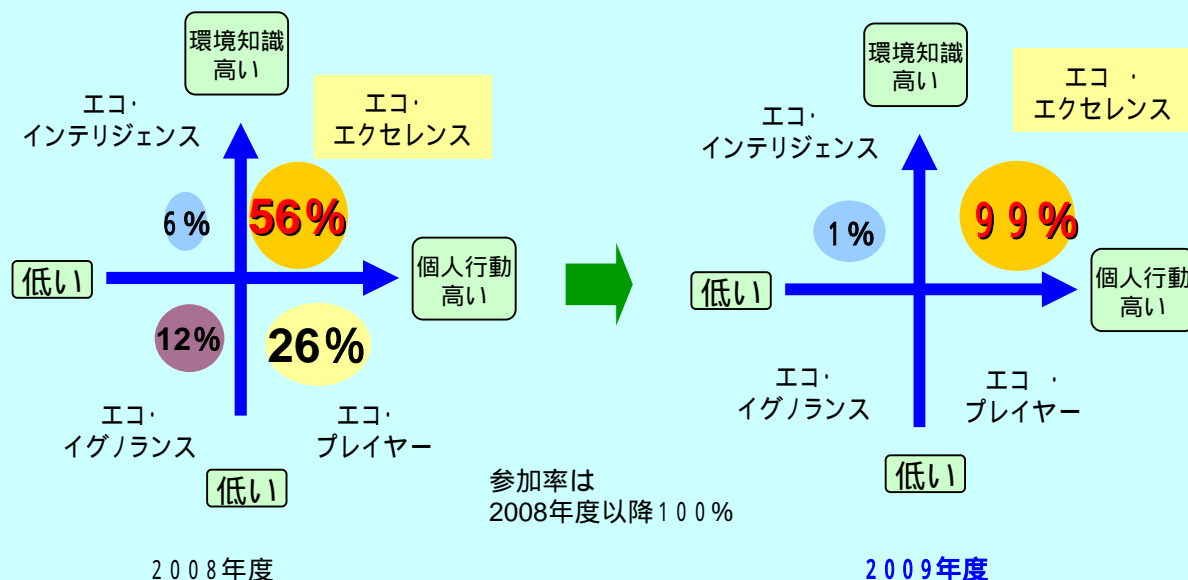 環境知識
高い
エコ・
インテリジェンス
エコ・
エクセレンス
6%
56%
低い
個人行動
高い
12%
26%
エコ・
イグノランス
エコ・
プレイヤー
低い
2008年度
参加率は
2008年度以降100%
環境知識
高い
エコ・
インテリジェンス
エコ・
エクセレンス
1%
99%
低い
個人行動
高い
エコ・
イグノランス
エコ・
プレイヤー
低い
2009年度